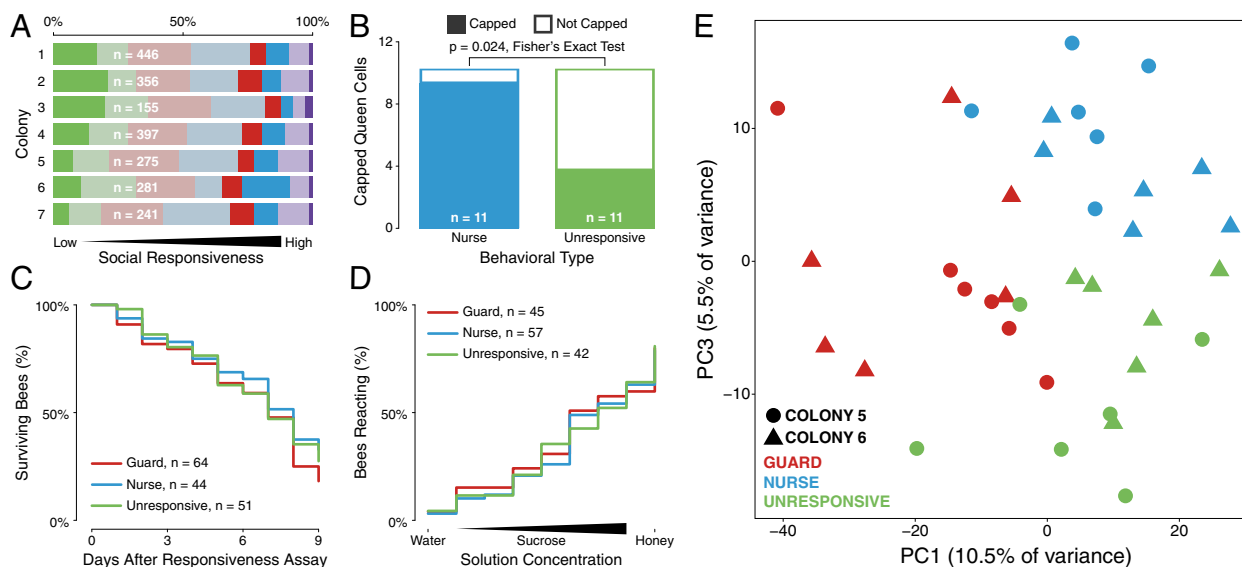 A
0% 50% 100%
Colony
1 n = 446
2 n = 356
3 n = 155
4 n = 397
5 n = 275
6 n = 281
7 n = 241
Low High
Social Responsiveness
B
Capped Not Capped
p = 0.024, Fisher's Exact Test
Capped Queen Cells
12
8
4
0
n = 11 n = 11
Nurse Unresponsive
Behavioral Type
C
Surviving Bees (%)
100%
50%
0%
Guard, n = 64
Nurse, n = 44
Unresponsive, n = 51
0 3 6 9
Days After Responsiveness Assay
D
Bees Reacting (%)
100%
50%
0%
Guard, n = 45
Nurse, n = 57
Unresponsive, n = 42
Water Sucrose Honey
Solution Concentration
E
PC3 (5.5% of variance)
10
0
−10
COLONY 5
COLONY 6
GUARD
NURSE
UNRESPONSIVE
−40 −20 0 20
PC1 (10.5% of variance)